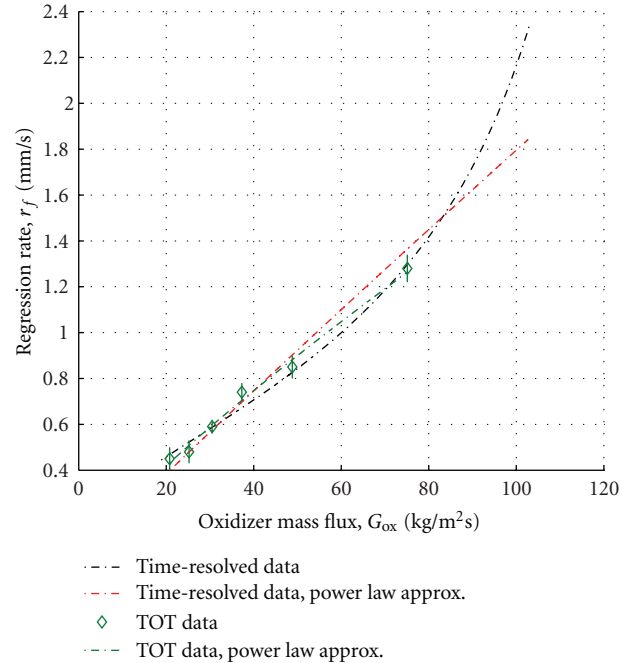 2.4
2.2
2
1.8
1.6
1.4
1.2
1
0.8
0.6
0.4
Regression rate, r_f (mm/s)
0 20 40 60 80 100 120
Oxidizer mass flux, G_ox (kg/m²s)
Time-resolved data
Time-resolved data, power law approx.
TOT data
TOT data, power law approx.